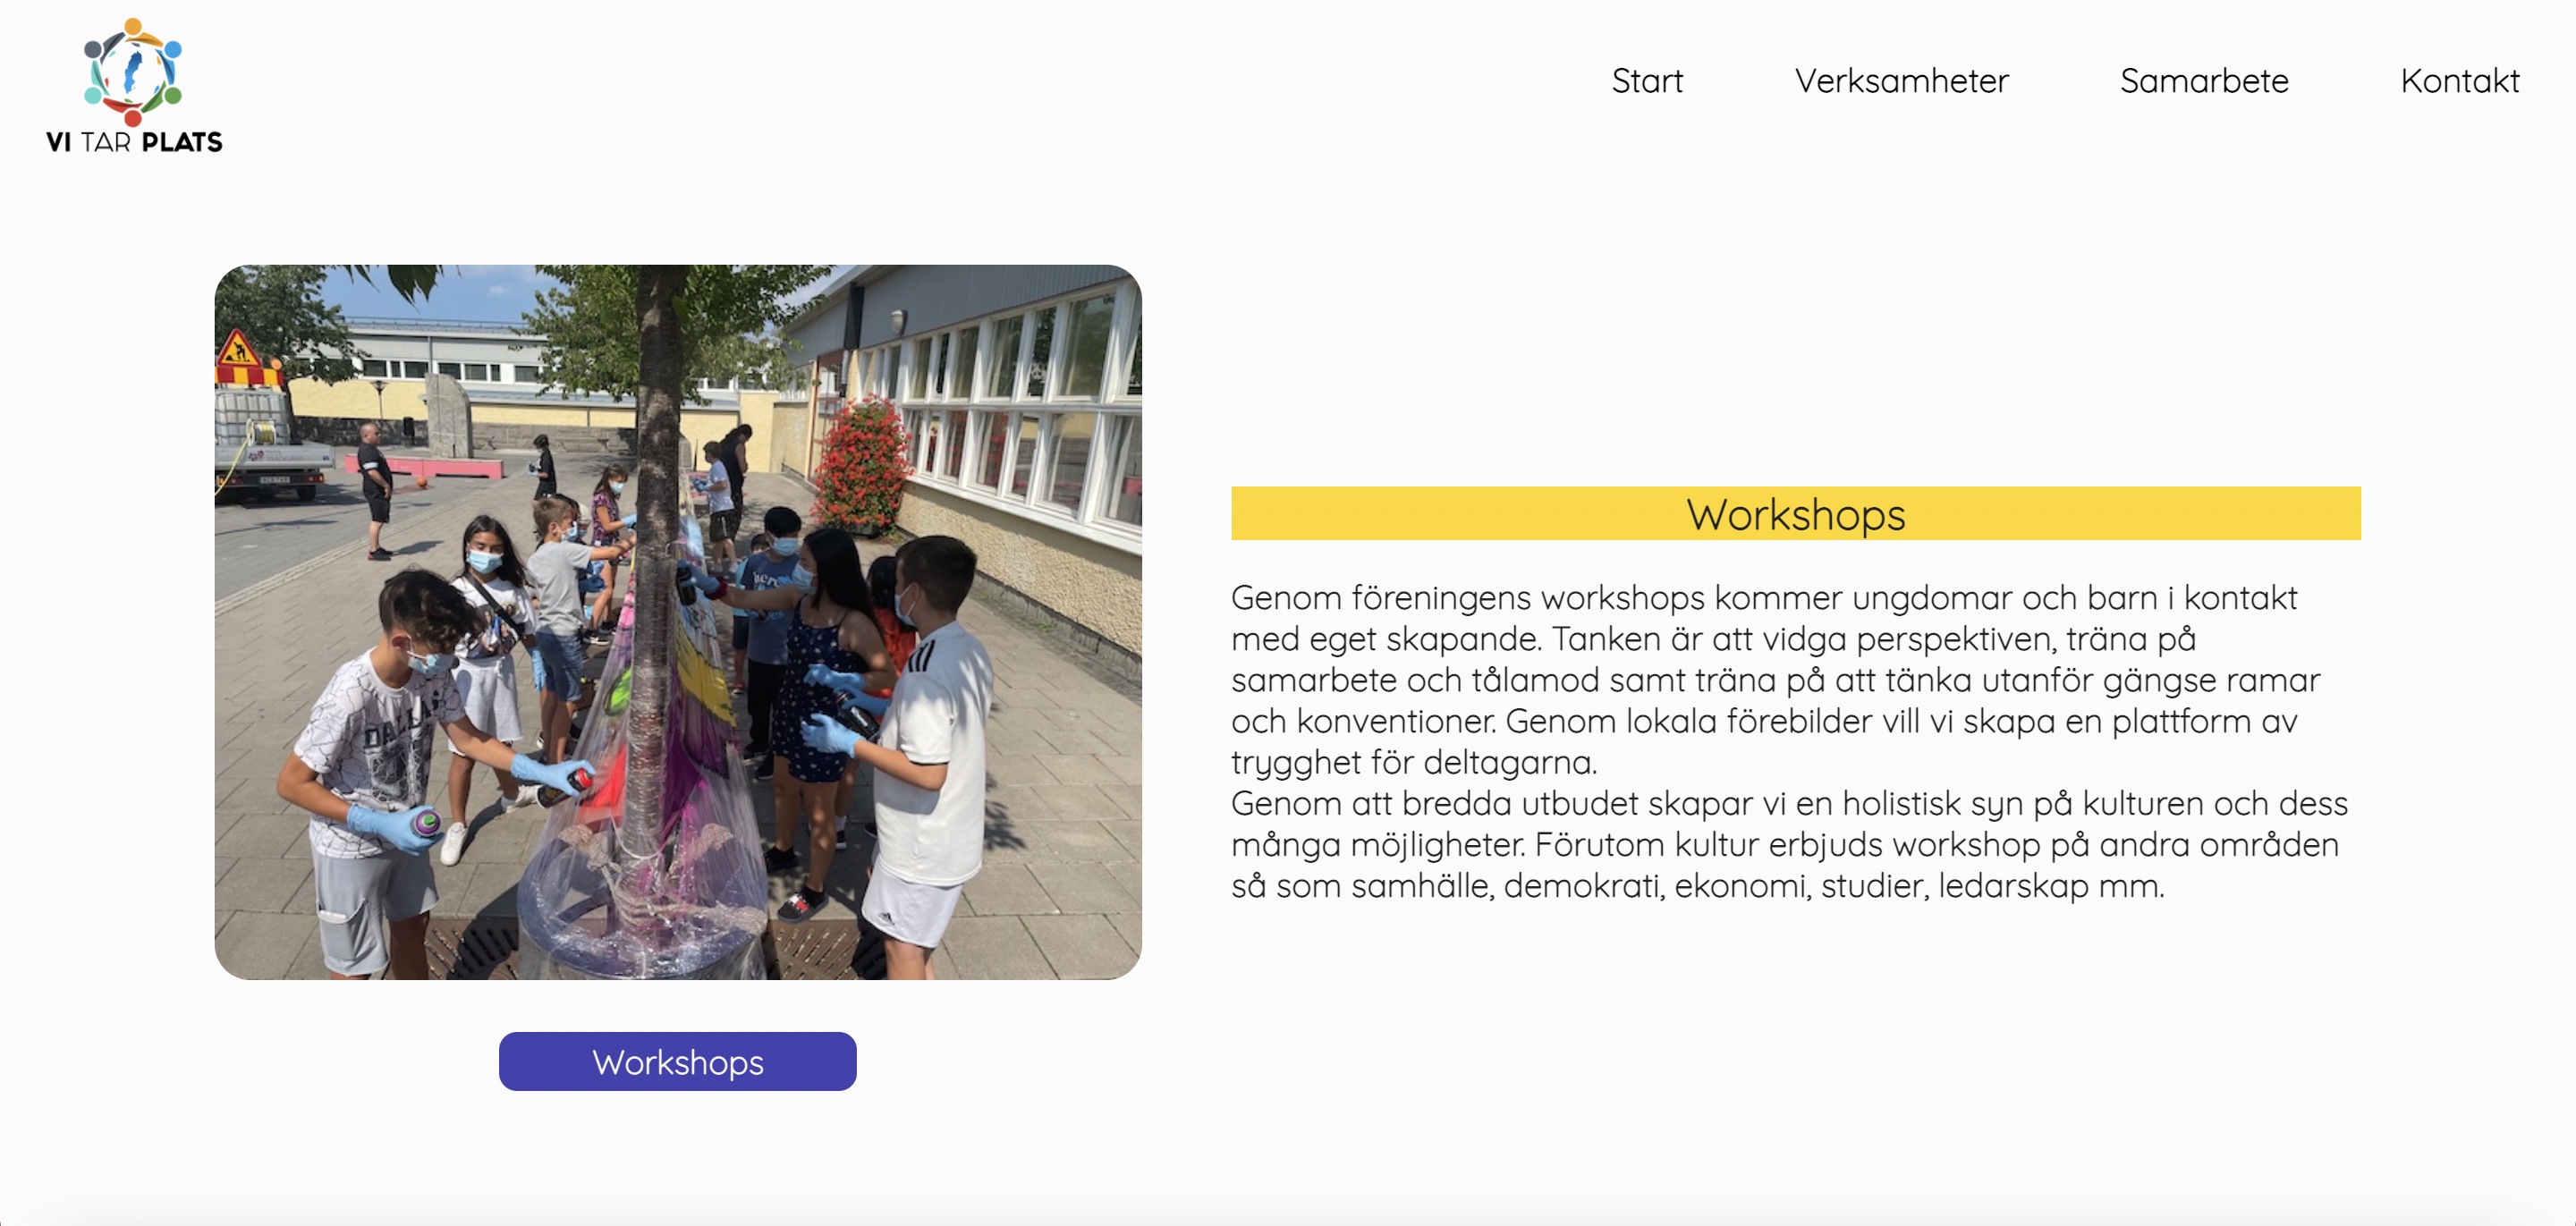 VI TAR PLATS
Start Verksamheter Samarbete Kontakt
DALLAS
Workshops
Genom föreningens workshops kommer ungdomar och barn i kontakt
med eget skapande. Tanken är att vidga perspektiven, träna på
samarbete och tålamod samt träna på att tänka utanför gängse ramar
och konventioner. Genom lokala förebilder vill vi skapa en plattform av
trygghet för deltagarna.
Genom att bredda utbudet skapar vi en holistisk syn på kulturen och dess
många möjligheter. Förutom kultur erbjuds workshop på andra områden
så som samhälle, demokrati, ekonomi, studier, ledarskap mm.
Workshops